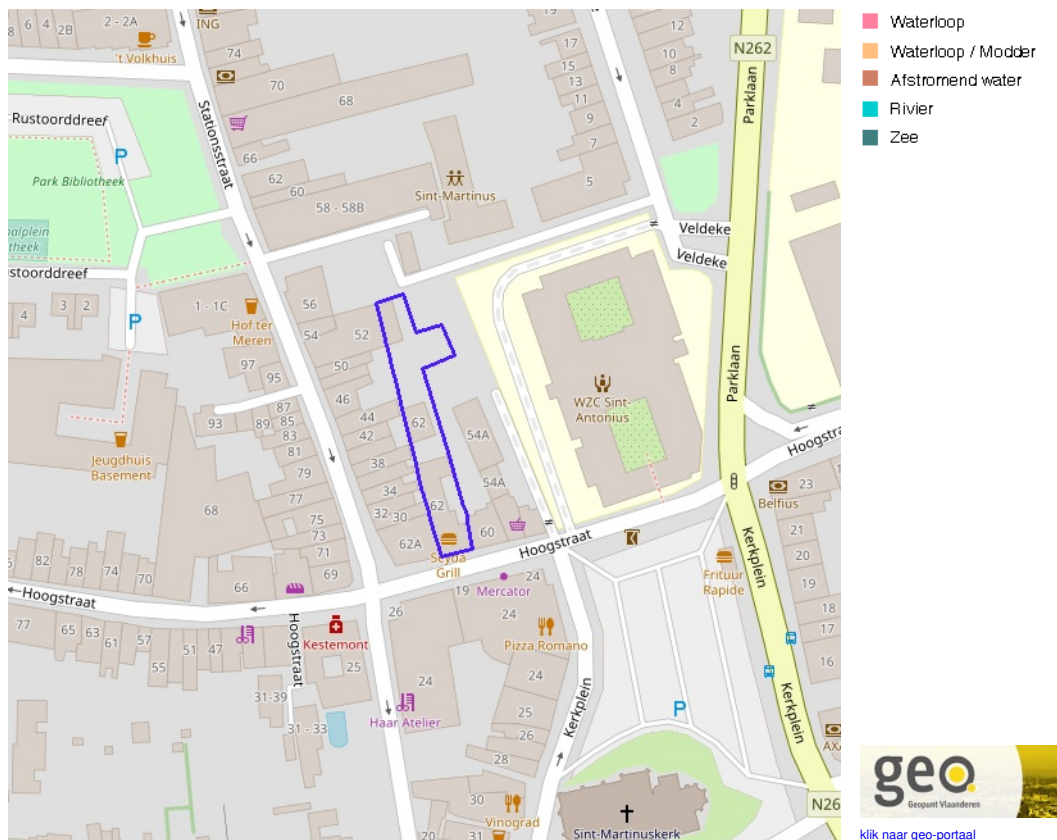 6
4
2B
2 - 2A
't Volkhuis
ING
74
70
68
17
15
13
11
9
7
5
12
10
8
4
2
N262
Parklaan
Rustoorddreef
P
Park Bibliotheek
Stationsstraat
66
62
60
58 - 58B
Sint-Martinus
Veldeke
Veldeke
P
3
2
4
1 - 1C
Hof ter
Meren
56
54
52
50
46
44
42
38
34
32
30
62
62
62A
54A
54A
60
Seyda
Grill
97
95
93
89
87
85
83
81
79
77
75
73
71
69
68
66
Jeugdhuis
Basement
WZC Sint-
Antonius
Parklaan
Hoogstraat
Belfius
23
21
20
19
18
17
16
Frituur
Rapide
Kerkplein
Kerkplein
82
78
74
70
Hoogstraat
77
65
63
61
57
55
51
47
Hoogstraat
Kestemont
25
31-39
31 - 33
26
19
24
24
24
24
25
26
28
30
31
20
Mercator
Pizza Romano
Haar Atelier
Kerkplein
P
Vinograd
Sint-Martinuskerk
AXA
N26
Waterloop
Waterloop / Modder
Afstromend water
Rivier
Zee
geo
Geopunt Vlaanderen
klik naar geo-portaal